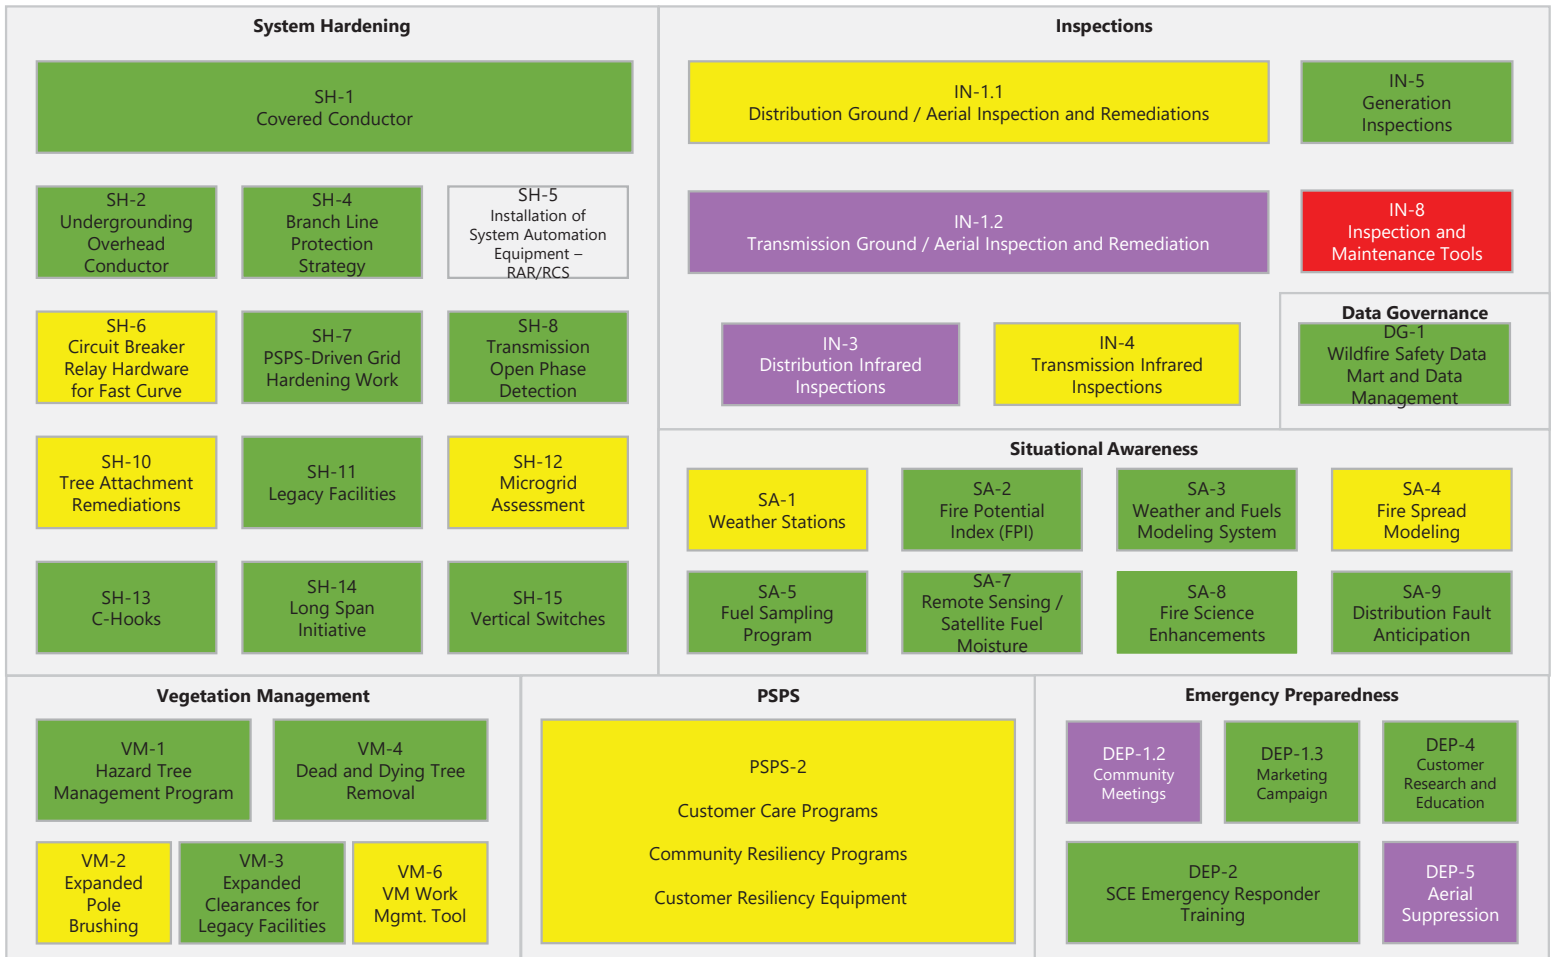 System Hardening
SH-1
Covered Conductor
SH-2
Undergrounding
Overhead
Conductor
SH-4
Branch Line
Protection
Strategy
SH-5
Installation of
System Automation
Equipment –
RAR/RCS
SH-6
Circuit Breaker
Relay Hardware
for Fast Curve
SH-7
PSPS-Driven Grid
Hardening Work
SH-8
Transmission
Open Phase
Detection
SH-10
Tree Attachment
Remediations
SH-11
Legacy Facilities
SH-12
Microgrid
Assessment
SH-13
C-Hooks
SH-14
Long Span
Initiative
SH-15
Vertical Switches
Inspections
IN-1.1
Distribution Ground / Aerial Inspection and Remediations
IN-5
Generation
Inspections
IN-1.2
Transmission Ground / Aerial Inspection and Remediation
IN-8
Inspection and
Maintenance Tools
IN-3
Distribution Infrared
Inspections
IN-4
Transmission Infrared
Inspections
Data Governance
DG-1
Wildfire Safety Data
Mart and Data
Management
Situational Awareness
SA-1
Weather Stations
SA-2
Fire Potential
Index (FPI)
SA-3
Weather and Fuels
Modeling System
SA-4
Fire Spread
Modeling
SA-5
Fuel Sampling
Program
SA-7
Remote Sensing /
Satellite Fuel
Moisture
SA-8
Fire Science
Enhancements
SA-9
Distribution Fault
Anticipation
Vegetation Management
VM-1
Hazard Tree
Management Program
VM-4
Dead and Dying Tree
Removal
VM-2
Expanded
Pole
Brushing
VM-3
Expanded
Clearances for
Legacy Facilities
VM-6
VM Work
Mgmt. Tool
PSPS
PSPS-2
Customer Care Programs
Community Resiliency Programs
Customer Resiliency Equipment
Emergency Preparedness
DEP-1.2
Community
Meetings
DEP-1.3
Marketing
Campaign
DEP-4
Customer
Research and
Education
DEP-2
SCE Emergency Responder
Training
DEP-5
Aerial
Suppression